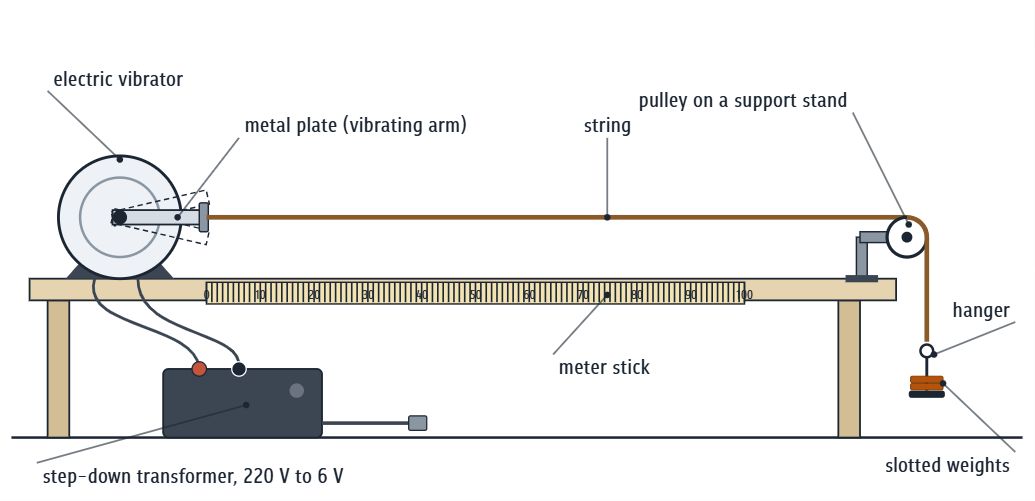 electric vibrator
pulley on a support stand
metal plate (vibrating arm)
string
0 10 20 30 40 50 60 70 80 90 100
hanger
meter stick
slotted weights
step-down transformer, 220 V to 6 V